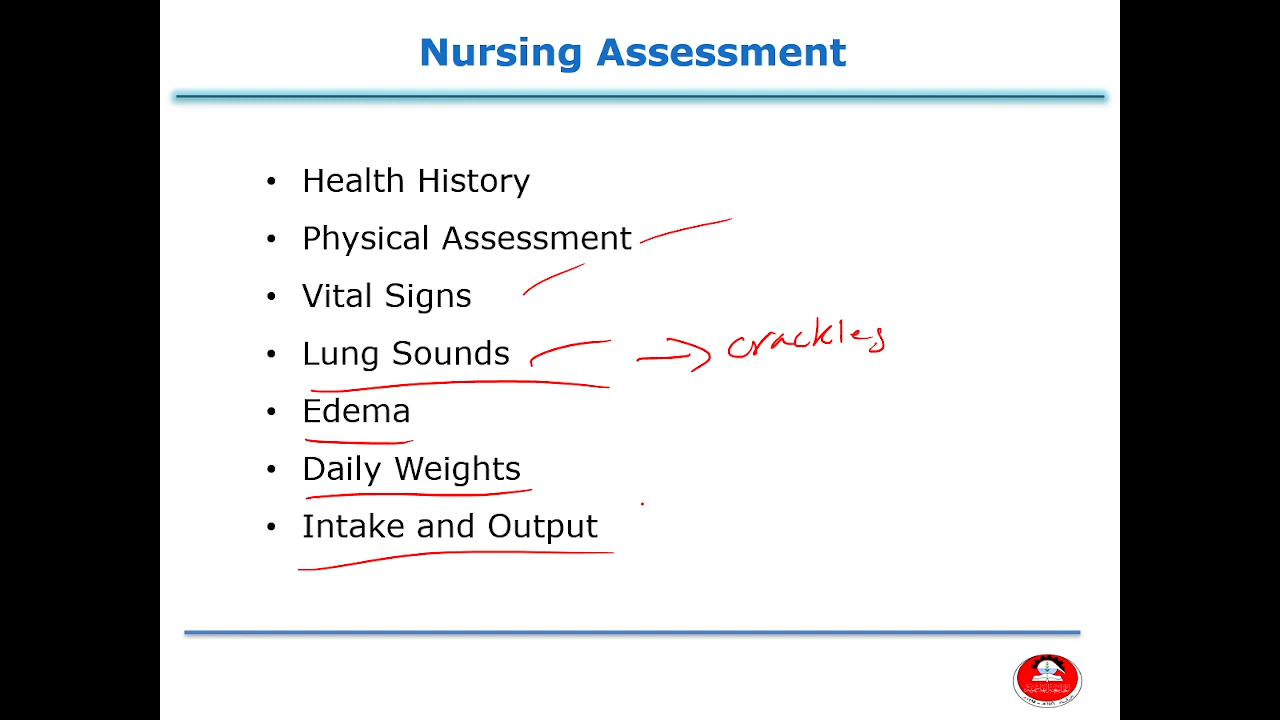 Nursing Assessment
• Health History
• Physical Assessment
• Vital Signs
• Lung Sounds → crackles
• Edema
• Daily Weights
• Intake and Output